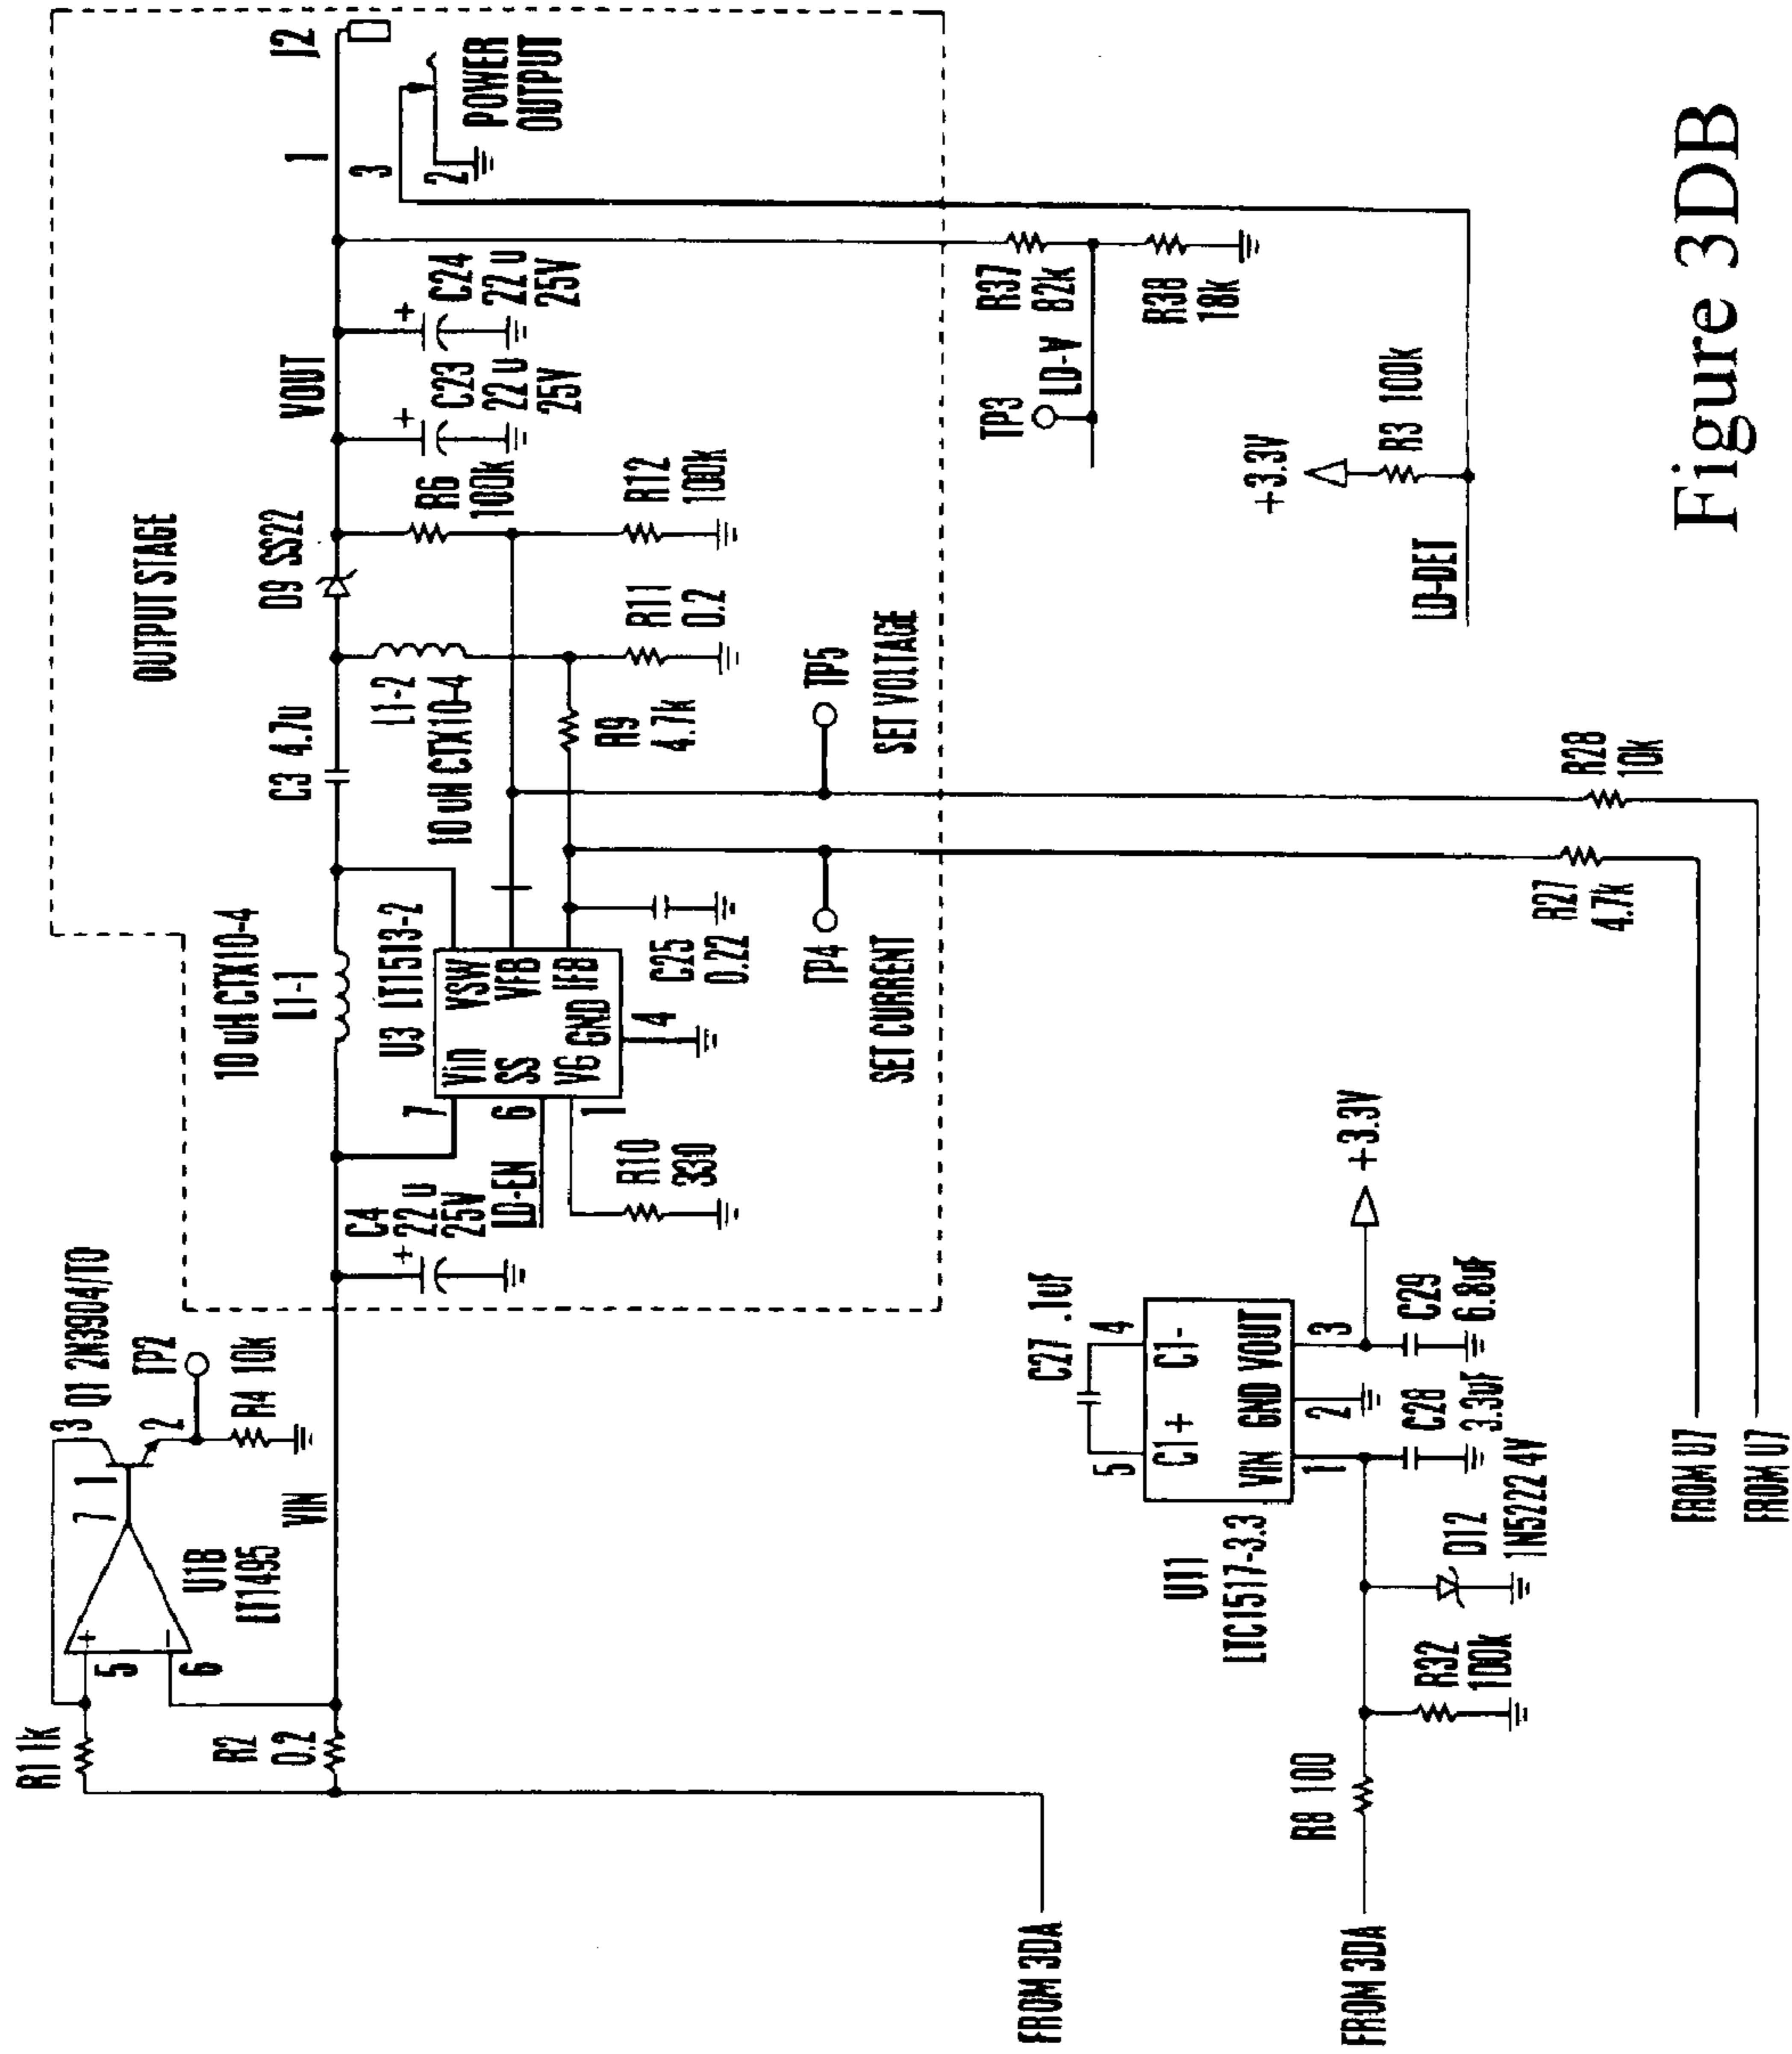 OUTPUT STAGE
R1 1k
Q1 2N3904/TO
3
1
2
7
TP2
R4 10k
5
6
+
-
U1B
LT1495
R2
0.2
VIN
10 uH CTX10-4
L1-1
C3 4.7u
D9 SS22
VOUT
1
J2
3
2
POWER
OUTPUT
C4
22 u
25V
+
LD-EN
7
6
1
R10
330
U3 LT1513-2
Vin
SS
VG
VSW
VFB
IFB
GND
4
C25
0.22
L1-2
10 uH CTX10-4
R9
4.7k
R11
0.2
R6
100k
R12
100k
+
C23
22 u
25V
+
C24
22 u
25V
TP4
SET CURRENT
TP5
SET VOLTAGE
R37
82k
TP3
LD-V
R38
18k
+3.3V
R3 100k
LD-DET
R27
4.7k
R28
10k
FROM 3DA
C27 .1uF
5
4
C1+
C1-
VIN
GND
VOUT
1
2
3
U11
LTC1517-3.3
+3.3V
R8 100
R32
100k
D12
1N5222 4V
C28
3.3uF
C29
6.8uF
FROM 3DA
FROM U7
FROM U7
Figure 3DB